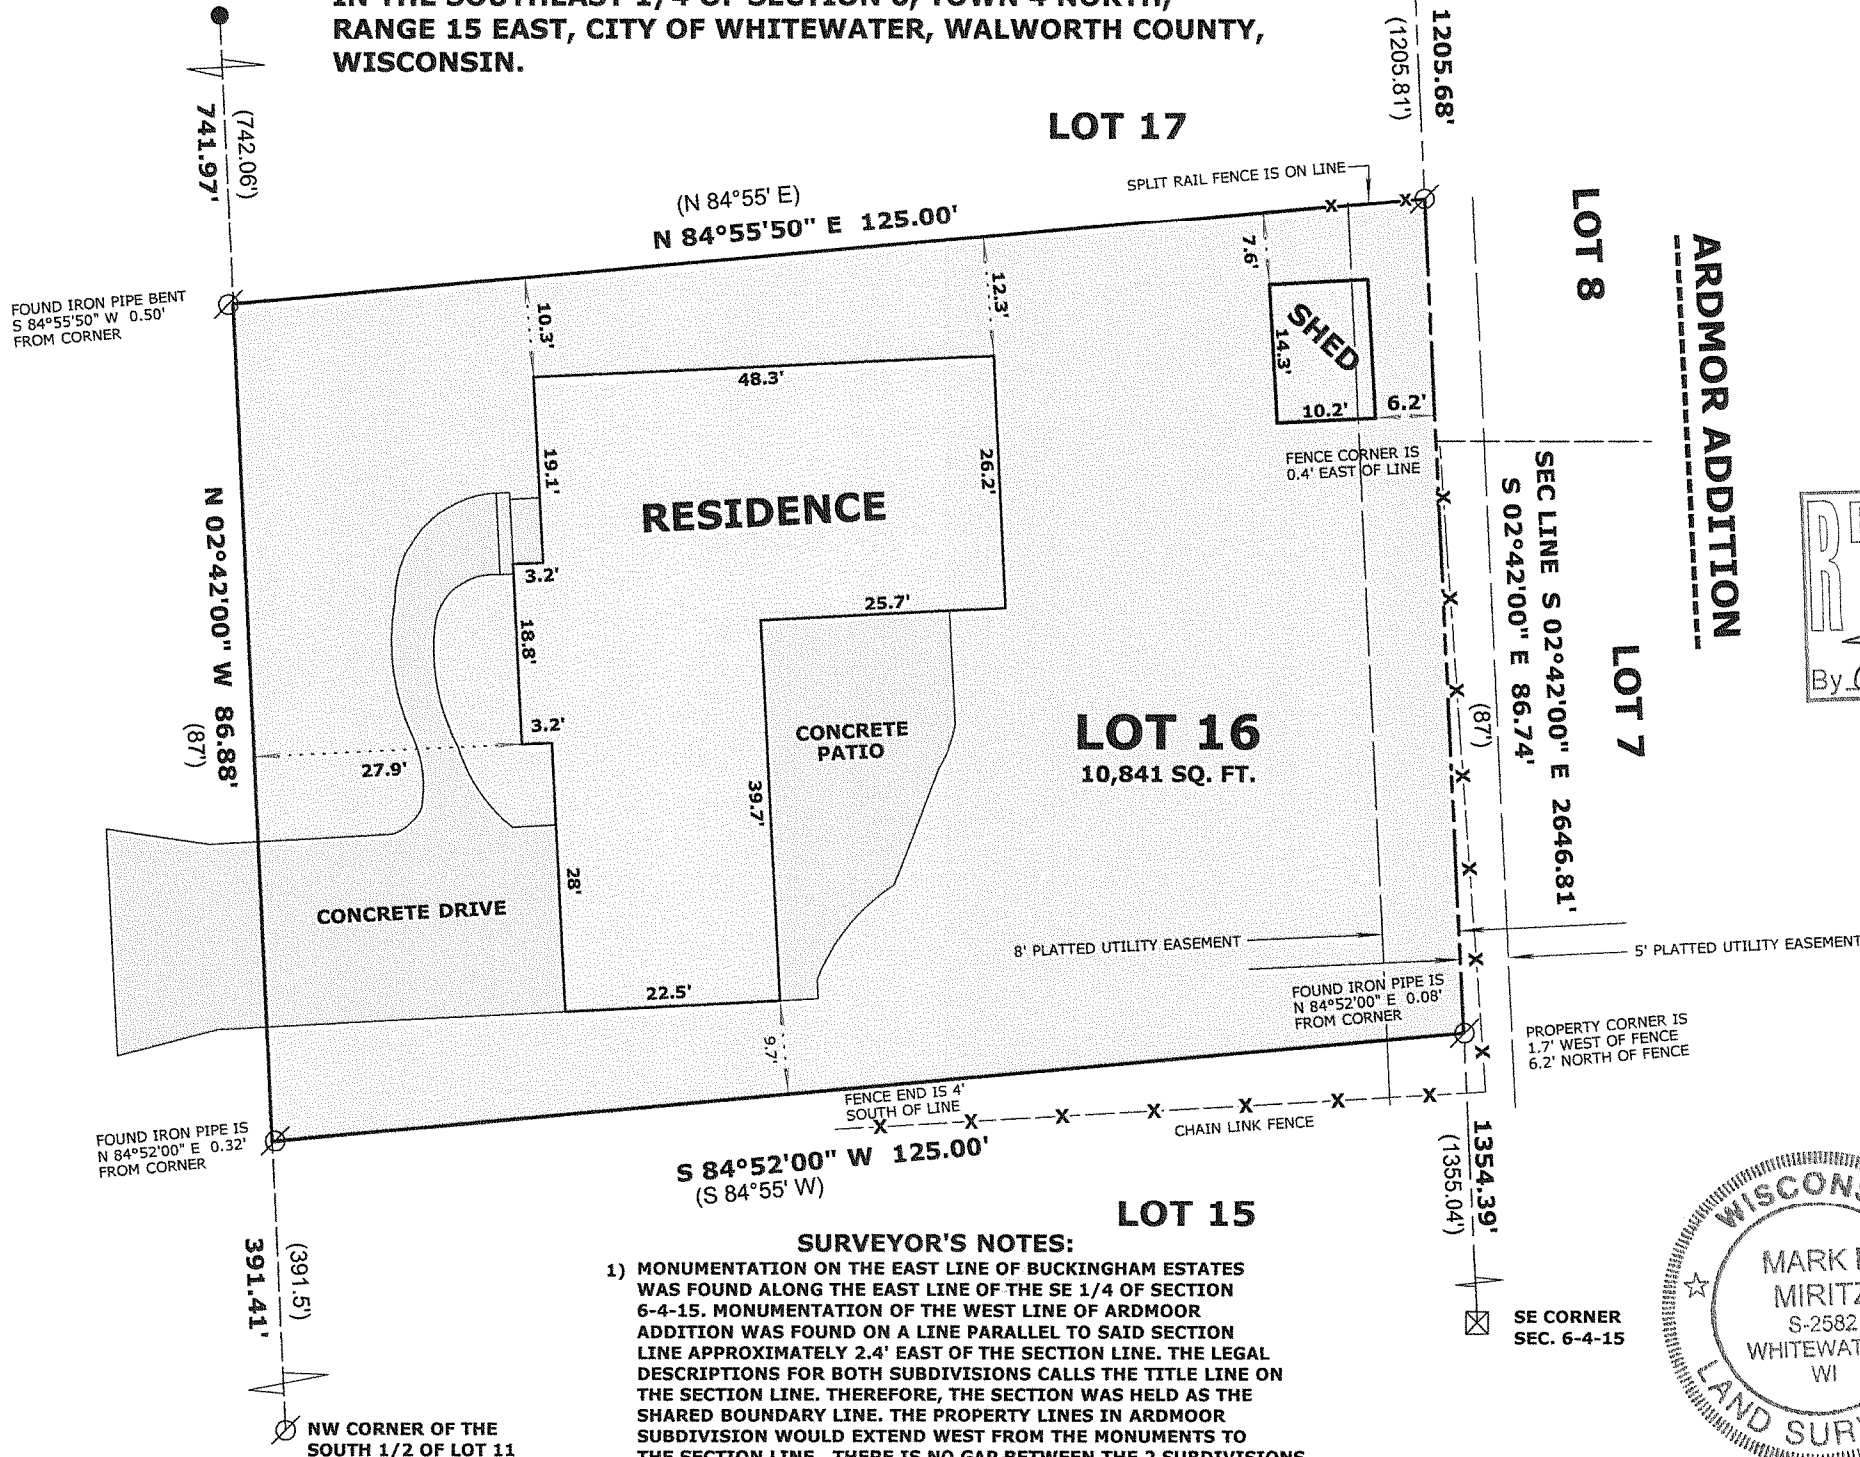 RANGE 15 EAST, CITY OF WHITEWATER, WALWORTH COUNTY,
WISCONSIN.
741.97'
(742.06')
1205.68'
(1205.81')
LOT 17
SPLIT RAIL FENCE IS ON LINE
(N 84°55' E)
N 84°55'50" E 125.00'
FOUND IRON PIPE BENT
S 84°55'50" W 0.50'
FROM CORNER
10.3'
12.3'
7.6'
SHED
14.3'
10.2'
6.2'
LOT 8
ARDMOR ADDITION
48.3'
19.1'
26.2'
RESIDENCE
FENCE CORNER IS
0.4' EAST OF LINE
SEC LINE S 02°42'00" E 2646.81'
S 02°42'00" E 86.74'
(87')
LOT 7
By
N 02°42'00" W 86.88'
(87')
3.2'
18.8'
3.2'
25.7'
27.9'
CONCRETE
PATIO
39.7'
LOT 16
10,841 SQ. FT.
28'
CONCRETE DRIVE
22.5'
9.7'
8' PLATTED UTILITY EASEMENT
5' PLATTED UTILITY EASEMENT
FOUND IRON PIPE IS
N 84°52'00" E 0.08'
FROM CORNER
PROPERTY CORNER IS
1.7' WEST OF FENCE
6.2' NORTH OF FENCE
FENCE END IS 4'
SOUTH OF LINE
CHAIN LINK FENCE
FOUND IRON PIPE IS
N 84°52'00" E 0.32'
FROM CORNER
S 84°52'00" W 125.00'
(S 84°55' W)
1354.39'
(1355.04')
LOT 15
391.41'
(391.5')
SURVEYOR'S NOTES:
1) MONUMENTATION ON THE EAST LINE OF BUCKINGHAM ESTATES
WAS FOUND ALONG THE EAST LINE OF THE SE 1/4 OF SECTION
6-4-15. MONUMENTATION OF THE WEST LINE OF ARDMOOR
ADDITION WAS FOUND ON A LINE PARALLEL TO SAID SECTION
LINE APPROXIMATELY 2.4' EAST OF THE SECTION LINE. THE LEGAL
DESCRIPTIONS FOR BOTH SUBDIVISIONS CALLS THE TITLE LINE ON
THE SECTION LINE. THEREFORE, THE SECTION WAS HELD AS THE
SHARED BOUNDARY LINE. THE PROPERTY LINES IN ARDMOOR
SUBDIVISION WOULD EXTEND WEST FROM THE MONUMENTS TO
THE SECTION LINE. THERE IS NO GAP BETWEEN THE 2 SUBDIVISIONS
SE CORNER
SEC. 6-4-15
NW CORNER OF THE
SOUTH 1/2 OF LOT 11
MARK
MIRITZ
S-2582
WI
LAND